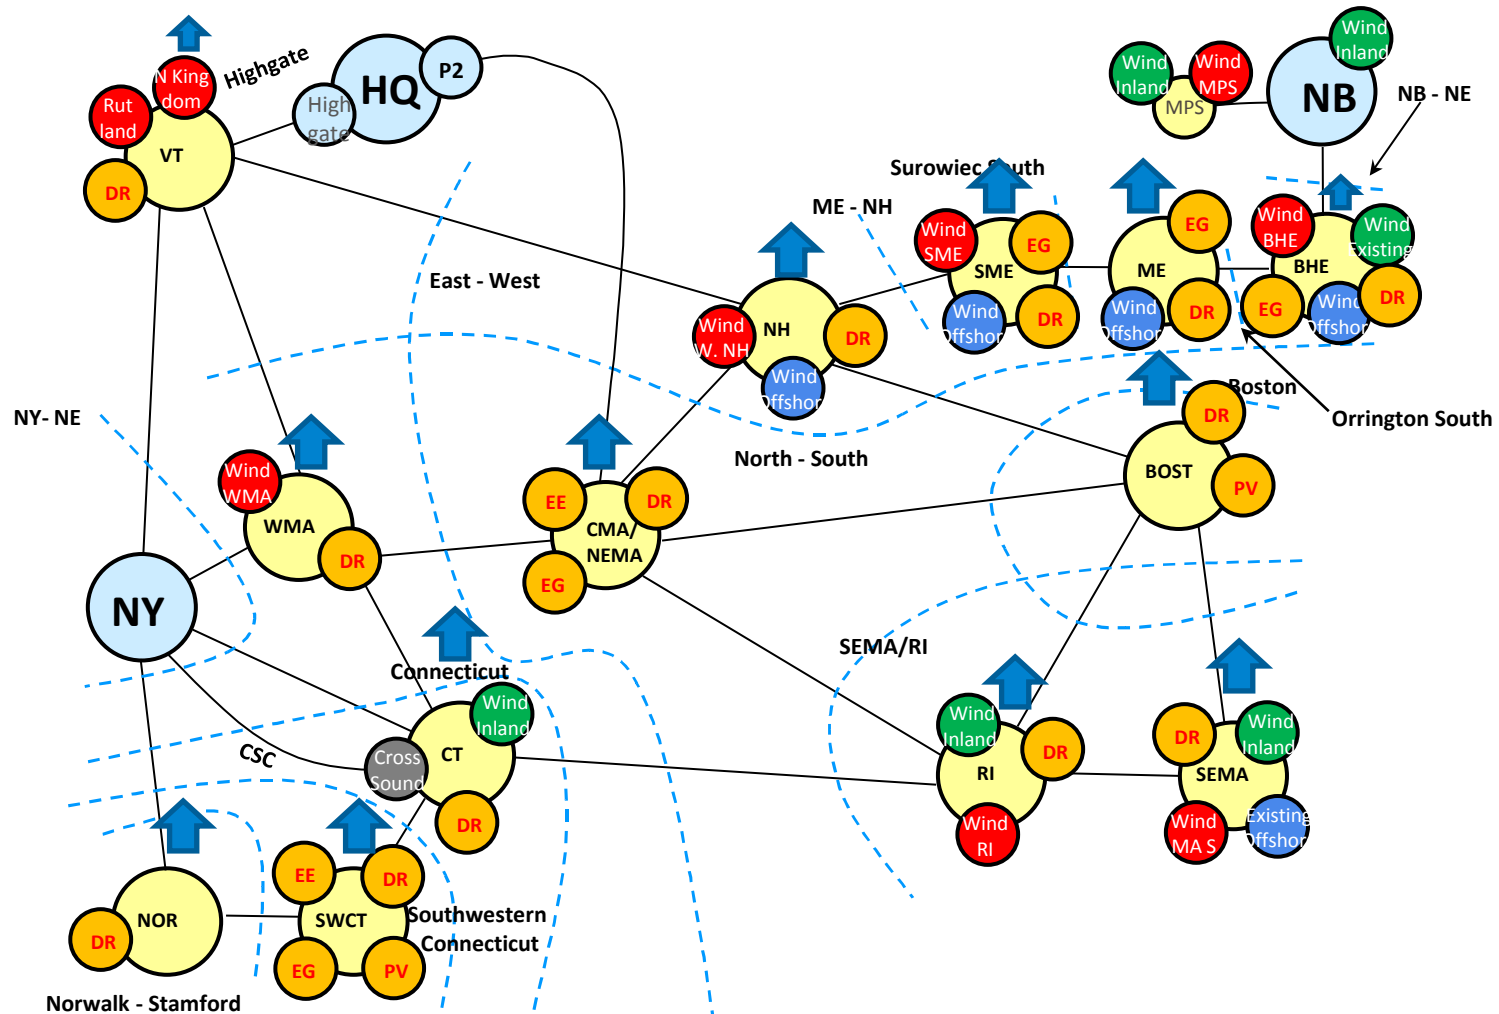 Highgate
N King
dom
Rut
land
VT
DR
High
gate
HQ
P2
Wind
Inland
Wind
MPS
MPS
NB
Wind
Inland
NB - NE
Surowiec South
ME - NH
Wind
SME
EG
SME
Wind
Offshor
DR
EG
ME
Wind
Offshor
DR
Wind
BHE
Wind
Existing
BHE
EG
Wind
Offshor
DR
East - West
Wind
W. NH
NH
DR
Wind
Offshor
Boston
Orrington South
NY- NE
North - South
DR
BOST
PV
Wind
WMA
WMA
DR
EE
DR
CMA/
NEMA
EG
NY
SEMA/RI
Connecticut
Wind
Inland
CSC
Cross
Sound
CT
DR
Wind
Inland
DR
RI
Wind
RI
DR
Wind
Inland
SEMA
Wind
MA S
Existing
Offshor
NOR
DR
EE
DR
SWCT
EG
PV
Southwestern
Connecticut
Norwalk - Stamford